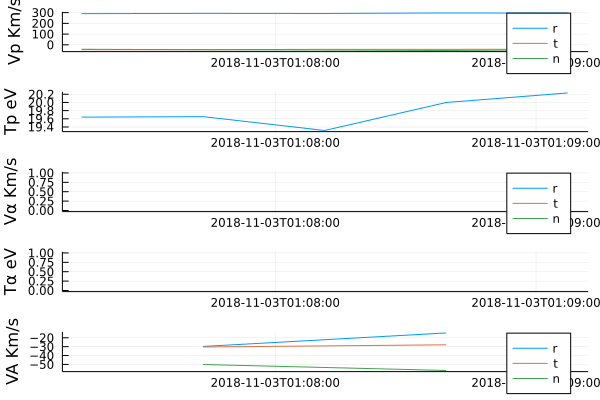 Vp Km/s
300
200
100
0
2018-11-03T01:08:00
2018-11-03T01:09:00
r
t
n
Tp eV
20.2
20.0
19.8
19.6
19.4
2018-11-03T01:08:00
2018-11-03T01:09:00
Vα Km/s
1.00
0.75
0.50
0.25
0.00
2018-11-03T01:08:00
2018-11-03T01:09:00
r
t
n
Tα eV
1.00
0.75
0.50
0.25
0.00
2018-11-03T01:08:00
2018-11-03T01:09:00
VA Km/s
−20
−30
−40
−50
2018-11-03T01:08:00
2018-11-03T01:09:00
r
t
n